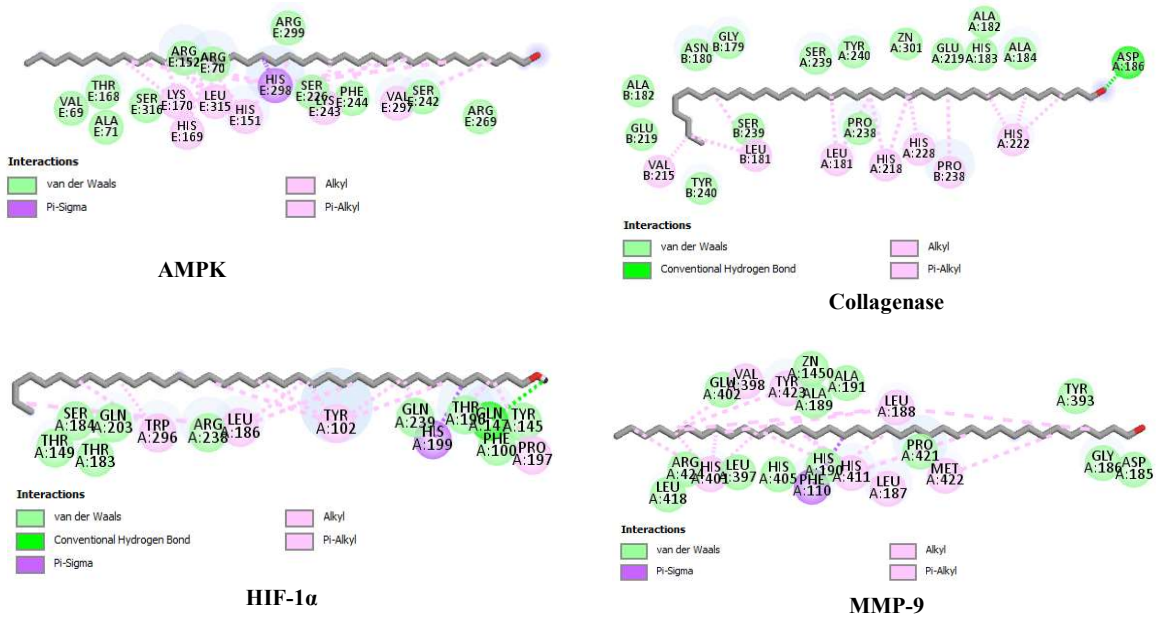 ARG
E:299
ARG
E:152
ARG
E:70
HIS
E:298
THR
E:168
VAL
E:69
ALA
E:71
SER
E:316
LYS
E:170
LEU
E:315
HIS
E:169
HIS
E:151
SER
E:226
LYS
E:243
PHE
E:244
VAL
E:297
SER
E:242
ARG
E:269
Interactions
van der Waals
Pi-Sigma
Alkyl
Pi-Alkyl
AMPK
ASN
B:180
GLY
B:179
SER
A:239
TYR
A:240
ZN
A:301
GLU
A:219
ALA
A:182
HIS
A:183
ALA
A:184
ASP
A:186
ALA
B:182
GLU
B:219
VAL
B:215
TYR
B:240
SER
B:239
LEU
B:181
LEU
A:181
PRO
A:238
HIS
A:218
HIS
A:228
PRO
B:238
HIS
A:222
Interactions
van der Waals
Conventional Hydrogen Bond
Alkyl
Pi-Alkyl
Collagenase
SER
A:184
THR
A:149
THR
A:183
GLN
A:203
TRP
A:296
ARG
A:238
LEU
A:186
TYR
A:102
GLN
A:239
HIS
A:199
THR
A:196
GLN
A:147
PHE
A:100
TYR
A:145
PRO
A:197
Interactions
van der Waals
Conventional Hydrogen Bond
Pi-Sigma
Alkyl
Pi-Alkyl
HIF-1α
GLU
A:402
VAL
A:398
TYR
A:423
ZN
A:1450
ALA
A:189
ALA
A:191
LEU
A:188
TYR
A:393
ARG
A:424
LEU
A:418
HIS
A:401
LEU
A:397
HIS
A:405
HIS
A:190
PHE
A:110
HIS
A:411
LEU
A:187
PRO
A:421
MET
A:422
GLY
A:186
ASP
A:185
Interactions
van der Waals
Pi-Sigma
Alkyl
Pi-Alkyl
MMP-9